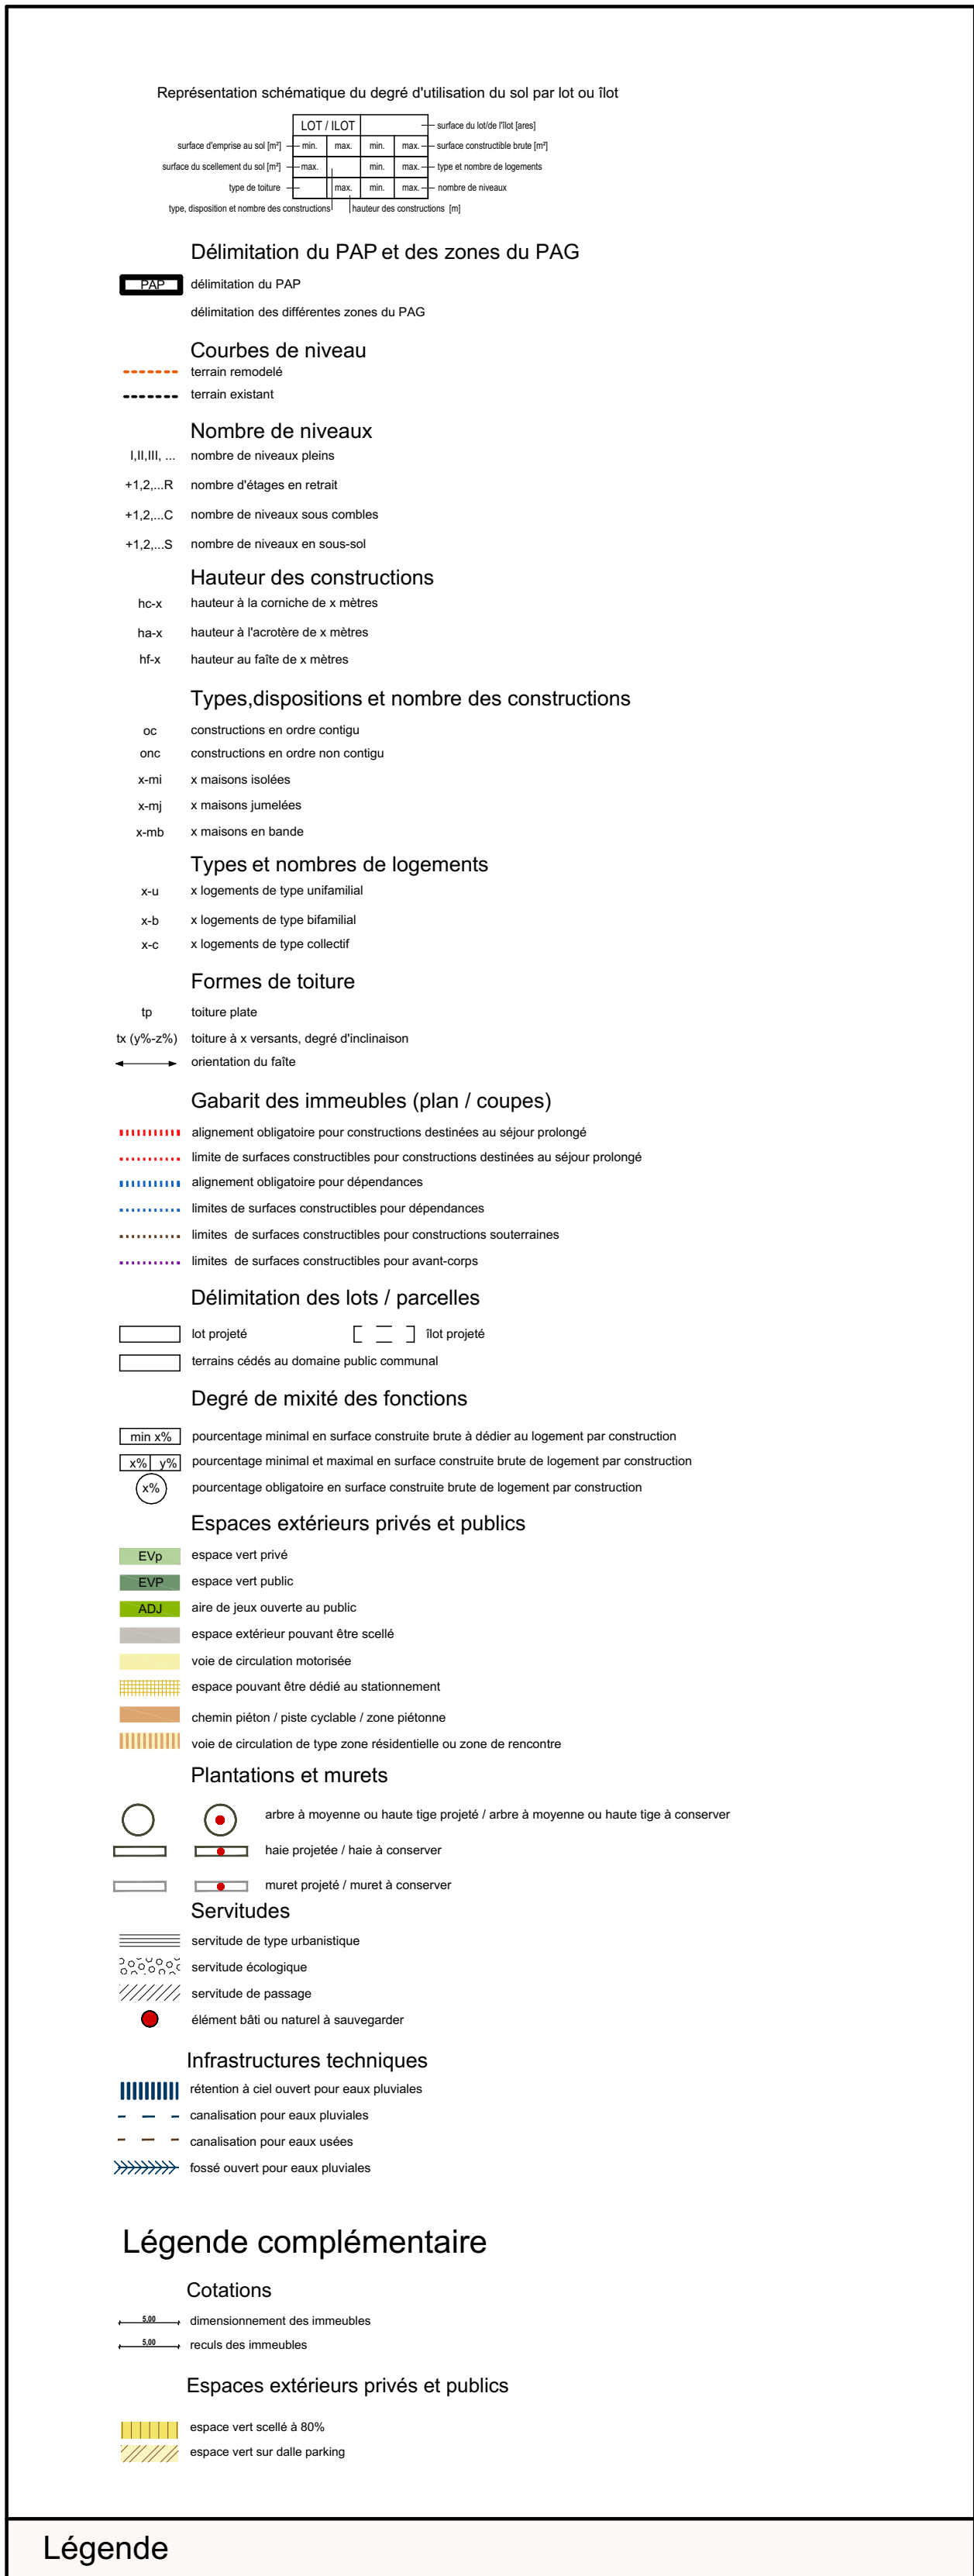 Représentation schématique du degré d'utilisation du sol par lot ou îlot
LOT / ILOT surface du lot/de l'îlot [ares]
surface d'emprise au sol [m²] min. max. min. max. surface constructible brute [m²]
surface du scellement du sol [m²] max. min. max. type et nombre de logements
type de toiture max. min. max. nombre de niveaux
type, disposition et nombre des constructions hauteur des constructions [m]
Délimitation du PAP et des zones du PAG
PAP délimitation du PAP
délimitation des différentes zones du PAG
Courbes de niveau
terrain remodelé
terrain existant
Nombre de niveaux
I,II,III, ... nombre de niveaux pleins
+1,2,...R nombre d'étages en retrait
+1,2,...C nombre de niveaux sous combles
+1,2,...S nombre de niveaux en sous-sol
Hauteur des constructions
hc-x hauteur à la corniche de x mètres
ha-x hauteur à l'acrotère de x mètres
hf-x hauteur au faîte de x mètres
Types,dispositions et nombre des constructions
oc constructions en ordre contigu
onc constructions en ordre non contigu
x-mi x maisons isolées
x-mj x maisons jumelées
x-mb x maisons en bande
Types et nombres de logements
x-u x logements de type unifamilial
x-b x logements de type bifamilial
x-c x logements de type collectif
Formes de toiture
tp toiture plate
tx (y%-z%) toiture à x versants, degré d'inclinaison
orientation du faîte
Gabarit des immeubles (plan / coupes)
alignement obligatoire pour constructions destinées au séjour prolongé
limite de surfaces constructibles pour constructions destinées au séjour prolongé
alignement obligatoire pour dépendances
limites de surfaces constructibles pour dépendances
limites de surfaces constructibles pour constructions souterraines
limites de surfaces constructibles pour avant-corps
Délimitation des lots / parcelles
lot projeté îlot projeté
terrains cédés au domaine public communal
Degré de mixité des fonctions
min x% pourcentage minimal en surface construite brute à dédier au logement par construction
x% y% pourcentage minimal et maximal en surface construite brute de logement par construction
x% pourcentage obligatoire en surface construite brute de logement par construction
Espaces extérieurs privés et publics
EVp espace vert privé
EVP espace vert public
ADJ aire de jeux ouverte au public
espace extérieur pouvant être scellé
voie de circulation motorisée
espace pouvant être dédié au stationnement
chemin piéton / piste cyclable / zone piétonne
voie de circulation de type zone résidentielle ou zone de rencontre
Plantations et murets
arbre à moyenne ou haute tige projeté / arbre à moyenne ou haute tige à conserver
haie projetée / haie à conserver
muret projeté / muret à conserver
Servitudes
servitude de type urbanistique
servitude écologique
servitude de passage
élément bâti ou naturel à sauvegarder
Infrastructures techniques
rétention à ciel ouvert pour eaux pluviales
canalisation pour eaux pluviales
canalisation pour eaux usées
fossé ouvert pour eaux pluviales
Légende complémentaire
Cotations
5,00 dimensionnement des immeubles
5,00 reculs des immeubles
Espaces extérieurs privés et publics
espace vert scellé à 80%
espace vert sur dalle parking
Légende